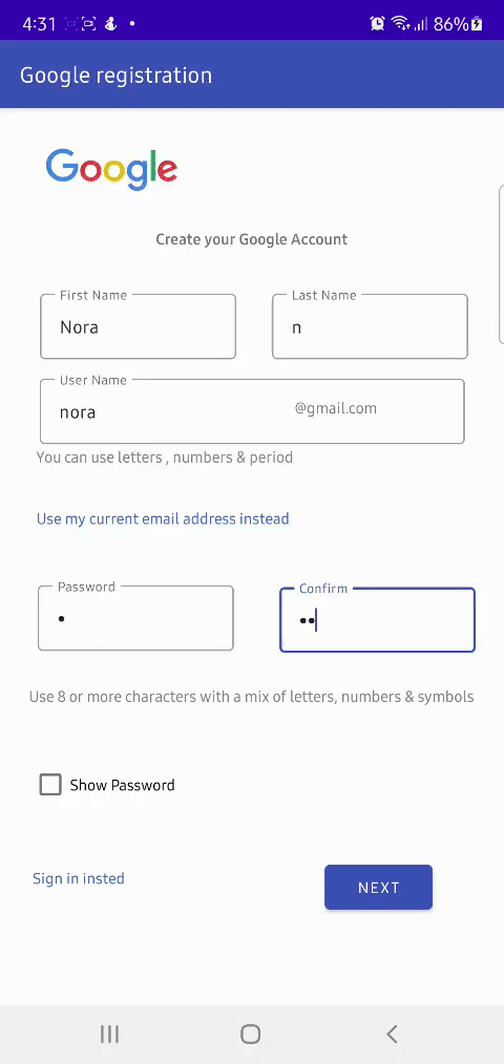 4:31 86%
Google registration
Google
Create your Google Account
First Name Last Name
Nora n
User Name
nora @gmail.com
You can use letters , numbers & period
Use my current email address instead
Password Confirm
• ••
Use 8 or more characters with a mix of letters, numbers & symbols
Show Password
Sign in insted NEXT